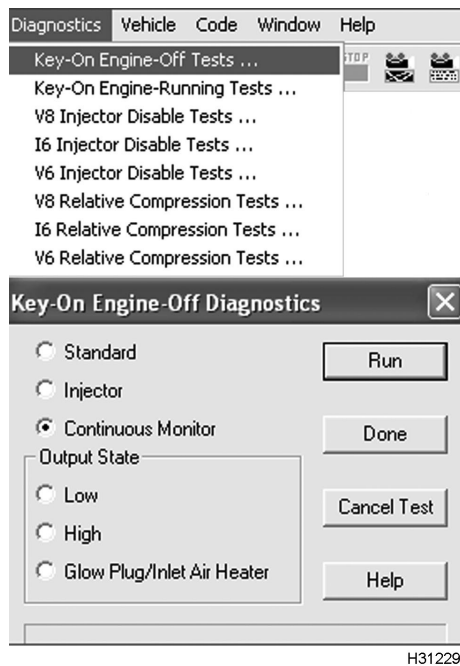 Diagnostics Vehicle Code Window Help
Key-On Engine-Off Tests ...
STOP
Key-On Engine-Running Tests ...
V8 Injector Disable Tests ...
I6 Injector Disable Tests ...
V6 Injector Disable Tests ...
V8 Relative Compression Tests ...
I6 Relative Compression Tests ...
V6 Relative Compression Tests ...
Key-On Engine-Off Diagnostics
Standard
Run
Injector
Continuous Monitor
Done
Output State
Low
Cancel Test
High
Glow Plug/Inlet Air Heater
Help
H31229